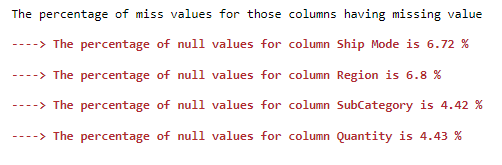 The percentage of miss values for those columns having missing value
----> The percentage of null values for column Ship Mode is 6.72 %
----> The percentage of null values for column Region is 6.8 %
----> The percentage of null values for column SubCategory is 4.42 %
----> The percentage of null values for column Quantity is 4.43 %